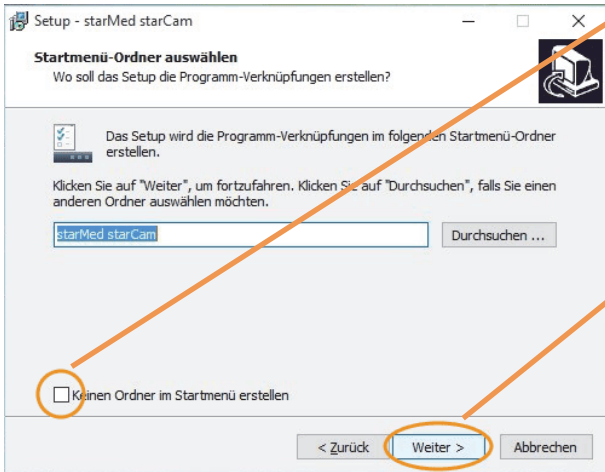 Setup - starMed starCam
Startmenü-Ordner auswählen
Wo soll das Setup die Programm-Verknüpfungen erstellen?
Das Setup wird die Programm-Verknüpfungen im folgenden Startmenü-Ordner
erstellen.
Klicken Sie auf "Weiter", um fortzufahren. Klicken Sie auf "Durchsuchen", falls Sie einen
anderen Ordner auswählen möchten.
starMed starCam
Durchsuchen ...
Keinen Ordner im Startmenü erstellen
< Zurück
Weiter >
Abbrechen